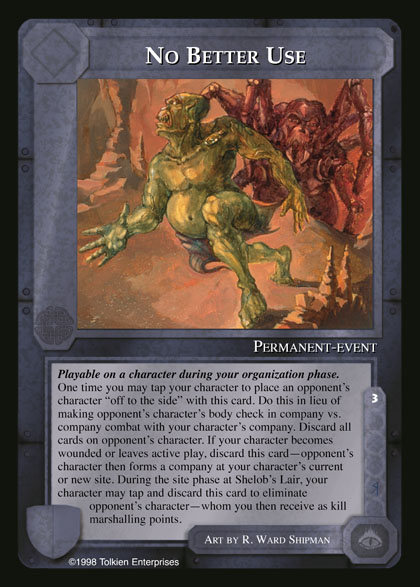 No Better Use
Permanent-event
Playable on a character during your organization phase.
One time you may tap your character to place an opponent's
character “off to the side” with this card. Do this in lieu of
making opponent's character's body check in company vs.
company combat with your character's company. Discard all
cards on opponent's character. If your character becomes
wounded or leaves active play, discard this card—opponent's
character then forms a company at your character's current
or new site. During the site phase at Shelob's Lair, your
character may tap and discard this card to eliminate
opponent's character—whom you then receive as kill
marshalling points.
3
Art by R. Ward Shipman
©1998 Tolkien Enterprises